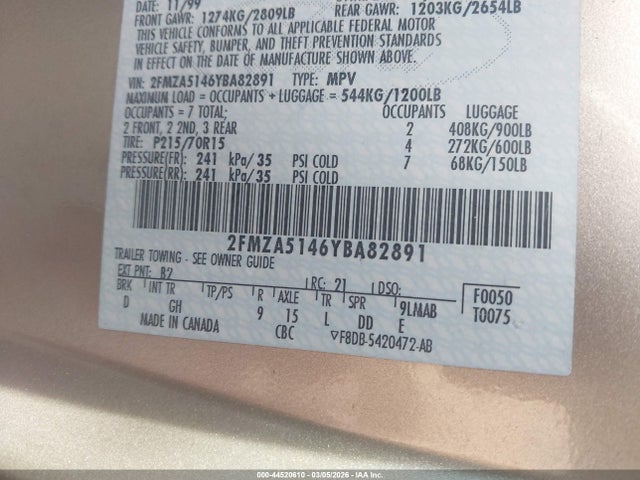 DATE: 11/99
FRONT GAWR: 1274KG/2809LB REAR GAWR: 1203KG/2654LB
THIS VEHICLE CONFORMS TO ALL APPLICABLE FEDERAL MOTOR
VEHICLE SAFETY, BUMPER, AND THEFT PREVENTION STANDARDS
IN EFFECT ON THE DATE OF MANUFACTURE SHOWN ABOVE.
VIN: 2FMZA5146YBA82891 TYPE: MPV
MAXIMUM LOAD = OCCUPANTS + LUGGAGE = 544KG/1200LB
OCCUPANTS = 7 TOTAL; OCCUPANTS LUGGAGE
2 FRONT, 2 2ND, 3 REAR 2 408KG/900LB
TIRE: P215/70R15 4 272KG/600LB
PRESSURE(FR): 241 kPa/35 PSI COLD 7 68KG/150LB
PRESSURE(RR): 241 kPa/35 PSI COLD
2FMZA5146YBA82891
TRAILER TOWING - SEE OWNER GUIDE
EXT PNT: B2 RC: 21 DSO: F0050
BRK INT TR TP/PS R AXLE TR SPR 9LMAB T0075
D GH 9 15 L DD E
MADE IN CANADA CBC ▽F8DB-5420472-AB
000-44520610 | 03/05/2026 | IAAI.COM